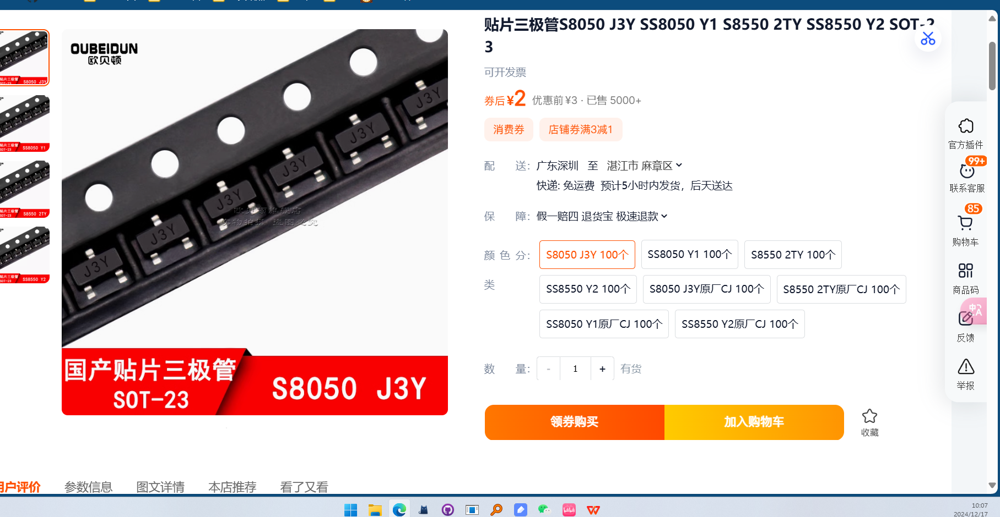 贴片三极管S8050 J3Y SS8050 Y1 S8550 2TY SS8550 Y2 SOT-2
3
可开发票
券后 ¥2 优惠前 ¥3 · 已售 5000+
消费券 店铺券满3减1
配 送: 广东深圳 至 湛江市 麻章区
快递: 免运费 预计5小时内发货，后天送达
保 障: 假一赔四 退货宝 极速退款
颜色分: S8050 J3Y 100个 SS8050 Y1 100个 S8550 2TY 100个
类 SS8550 Y2 100个 S8050 J3Y原厂CJ 100个 S8550 2TY原厂CJ 100个
SS8050 Y1原厂CJ 100个 SS8550 Y2原厂CJ 100个
数 量: - 1 + 有货
领券购买 加入购物车
收藏
OUBEIDUN
欧贝顿
J3Y
J3Y
J3Y
J3Y
J3Y
J3Y
欧贝顿旗舰店
实物拍摄 盗图必究
国产贴片三极管
SOT-23
S8050 J3Y
贴片三极管
SOT-23
S8050 J3Y
贴片三极管
SOT-23
SS8050 Y1
贴片三极管
SOT-23
S8550 2TY
贴片三极管
SOT-23
SS8550 Y2
官方插件
99+
联系客服
85
购物车
商品码
中A
反馈
举报
用户评价 参数信息 图文详情 本店推荐 看了又看
bilibili
10:07
2024/12/17